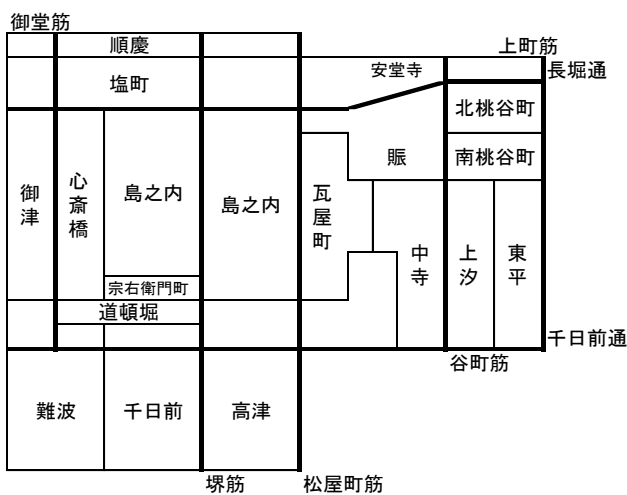 御堂筋
順慶
上町筋
安堂寺
長堀通
塩町
北桃谷町
南桃谷町
賑
御津
心斎橋
島之内
島之内
瓦屋町
中寺
上汐
東平
宗右衛門町
道頓堀
千日前通
谷町筋
難波
千日前
高津
堺筋
松屋町筋